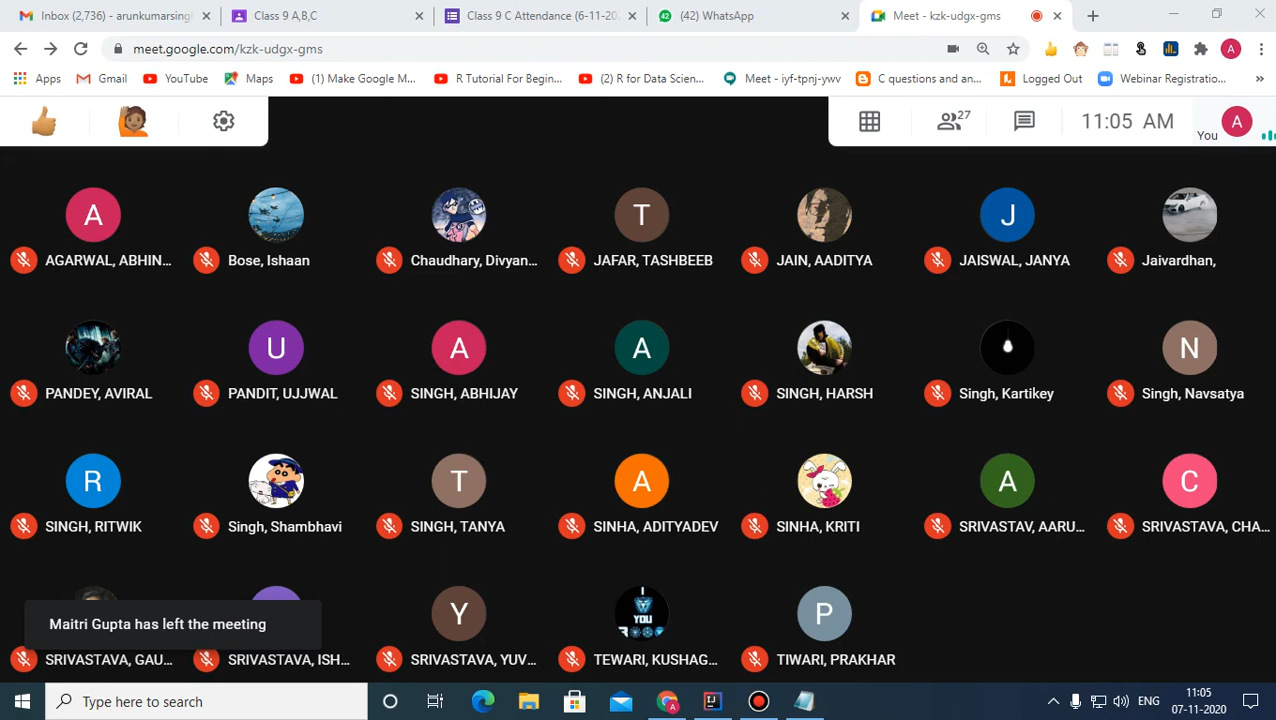 Inbox (2,736) - arunkumarsingl
Class 9 A,B,C
Class 9 C Attendance (6-11-202
(42) WhatsApp
Meet - kzk-udgx-gms
meet.google.com/kzk-udgx-gms
A
Apps
Gmail
YouTube
Maps
(1) Make Google M...
R Tutorial For Begin...
(2) R for Data Scien...
Meet - iyf-tpnj-ywv
C questions and an...
Logged Out
Webinar Registratio...
»
27
11:05 AM
You
A
A
T
J
AGARWAL, ABHIN...
Bose, Ishaan
Chaudhary, Divyan...
JAFAR, TASHBEEB
JAIN, AADITYA
JAISWAL, JANYA
Jaivardhan,
U
A
A
N
PANDEY, AVIRAL
PANDIT, UJJWAL
SINGH, ABHIJAY
SINGH, ANJALI
SINGH, HARSH
Singh, Kartikey
Singh, Navsatya
R
T
A
A
C
SINGH, RITWIK
Singh, Shambhavi
SINGH, TANYA
SINHA, ADITYADEV
SINHA, KRITI
SRIVASTAV, AARU...
SRIVASTAVA, CHA...
Y
I
YOU
P
Maitri Gupta has left the meeting
SRIVASTAVA, GAU...
SRIVASTAVA, ISH...
SRIVASTAVA, YUV...
TEWARI, KUSHAG...
TIWARI, PRAKHAR
Type here to search
ENG
11:05
07-11-2020